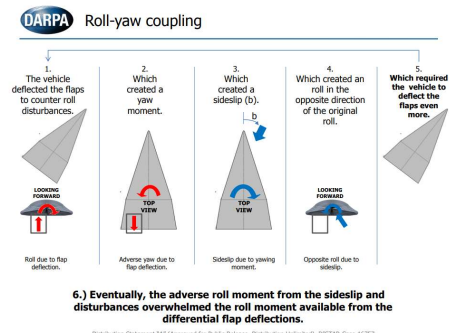 DARPA
Roll-yaw coupling
1.
The vehicle
deflected the flaps
to counter roll
disturbances.
2.
Which
created a
yaw
moment.
3.
Which
created a
sideslip (b).
4.
Which created an
roll in the
opposite direction
of the original
roll.
5.
Which required
the vehicle to
deflect the
flaps even
more.
b
LOOKING
FORWARD
TOP
VIEW
TOP
VIEW
LOOKING
FORWARD
Roll due to flap
deflection.
Adverse yaw due to
flap deflection.
Sideslip due to yawing
moment.
Opposite roll due to
sideslip.
6.) Eventually, the adverse roll moment from the sideslip and
disturbances overwhelmed the roll moment available from the
differential flap deflections.